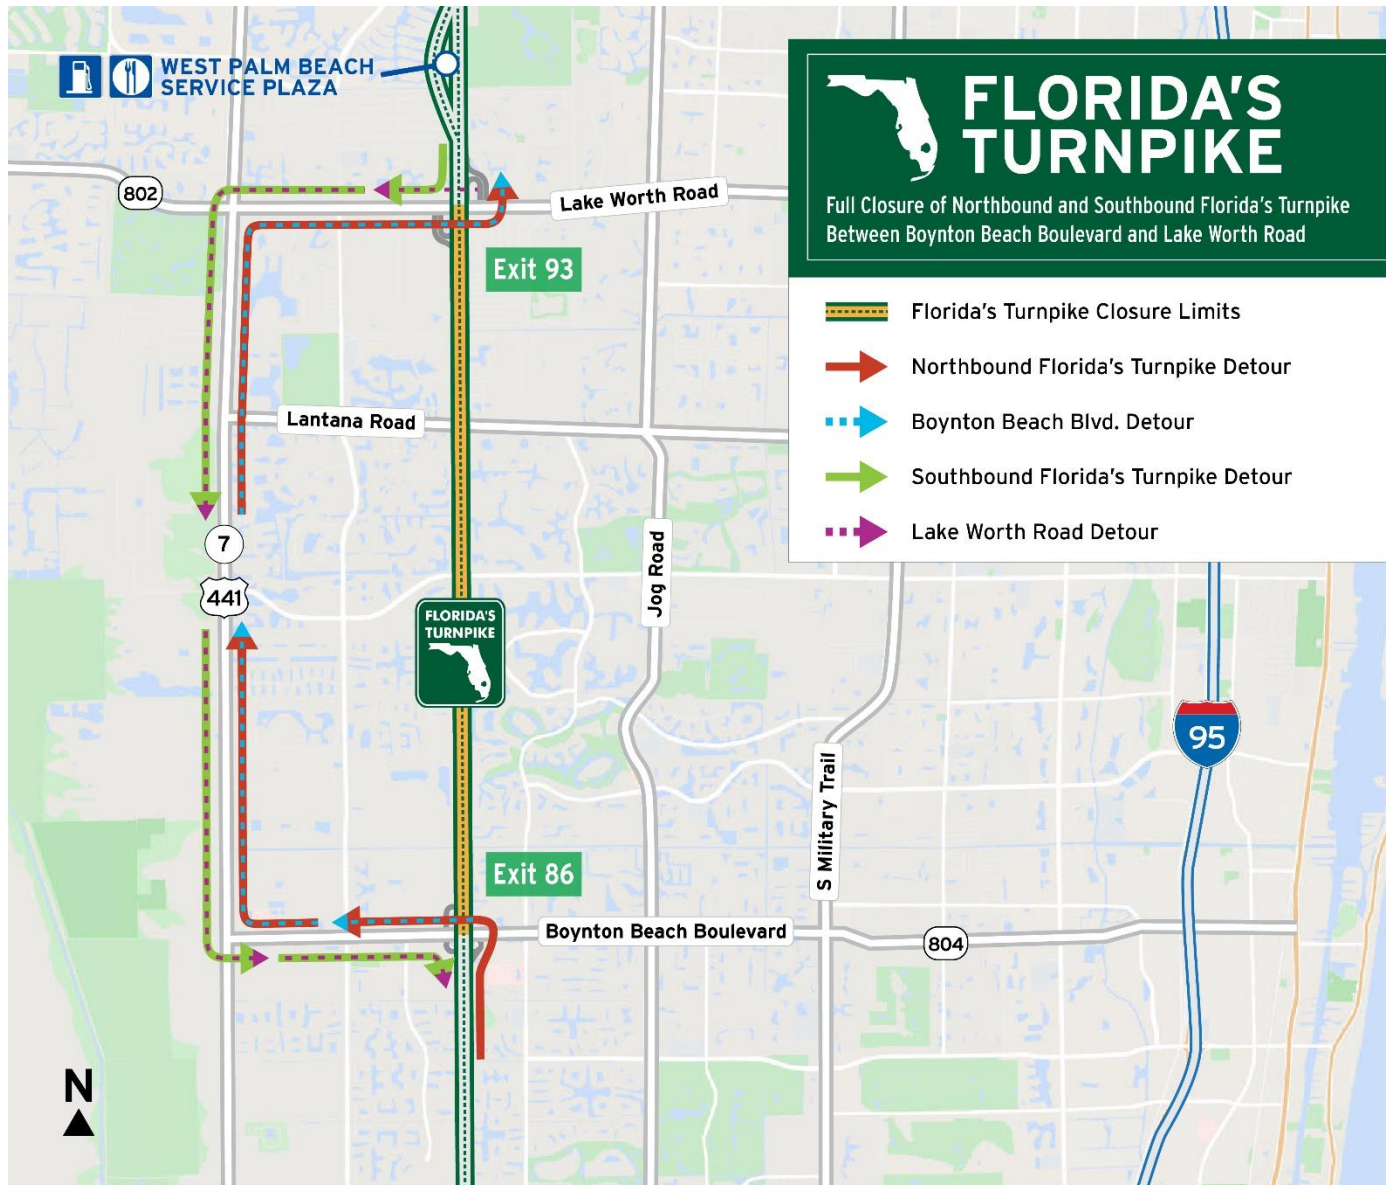 WEST PALM BEACH
SERVICE PLAZA
FLORIDA'S
TURNPIKE
Full Closure of Northbound and Southbound Florida's Turnpike
Between Boynton Beach Boulevard and Lake Worth Road
Florida's Turnpike Closure Limits
Northbound Florida's Turnpike Detour
Boynton Beach Blvd. Detour
Southbound Florida's Turnpike Detour
Lake Worth Road Detour
802
Lake Worth Road
Exit 93
Lantana Road
7
441
Jog Road
FLORIDA'S
TURNPIKE
95
S Military Trail
Exit 86
Boynton Beach Boulevard
804
N